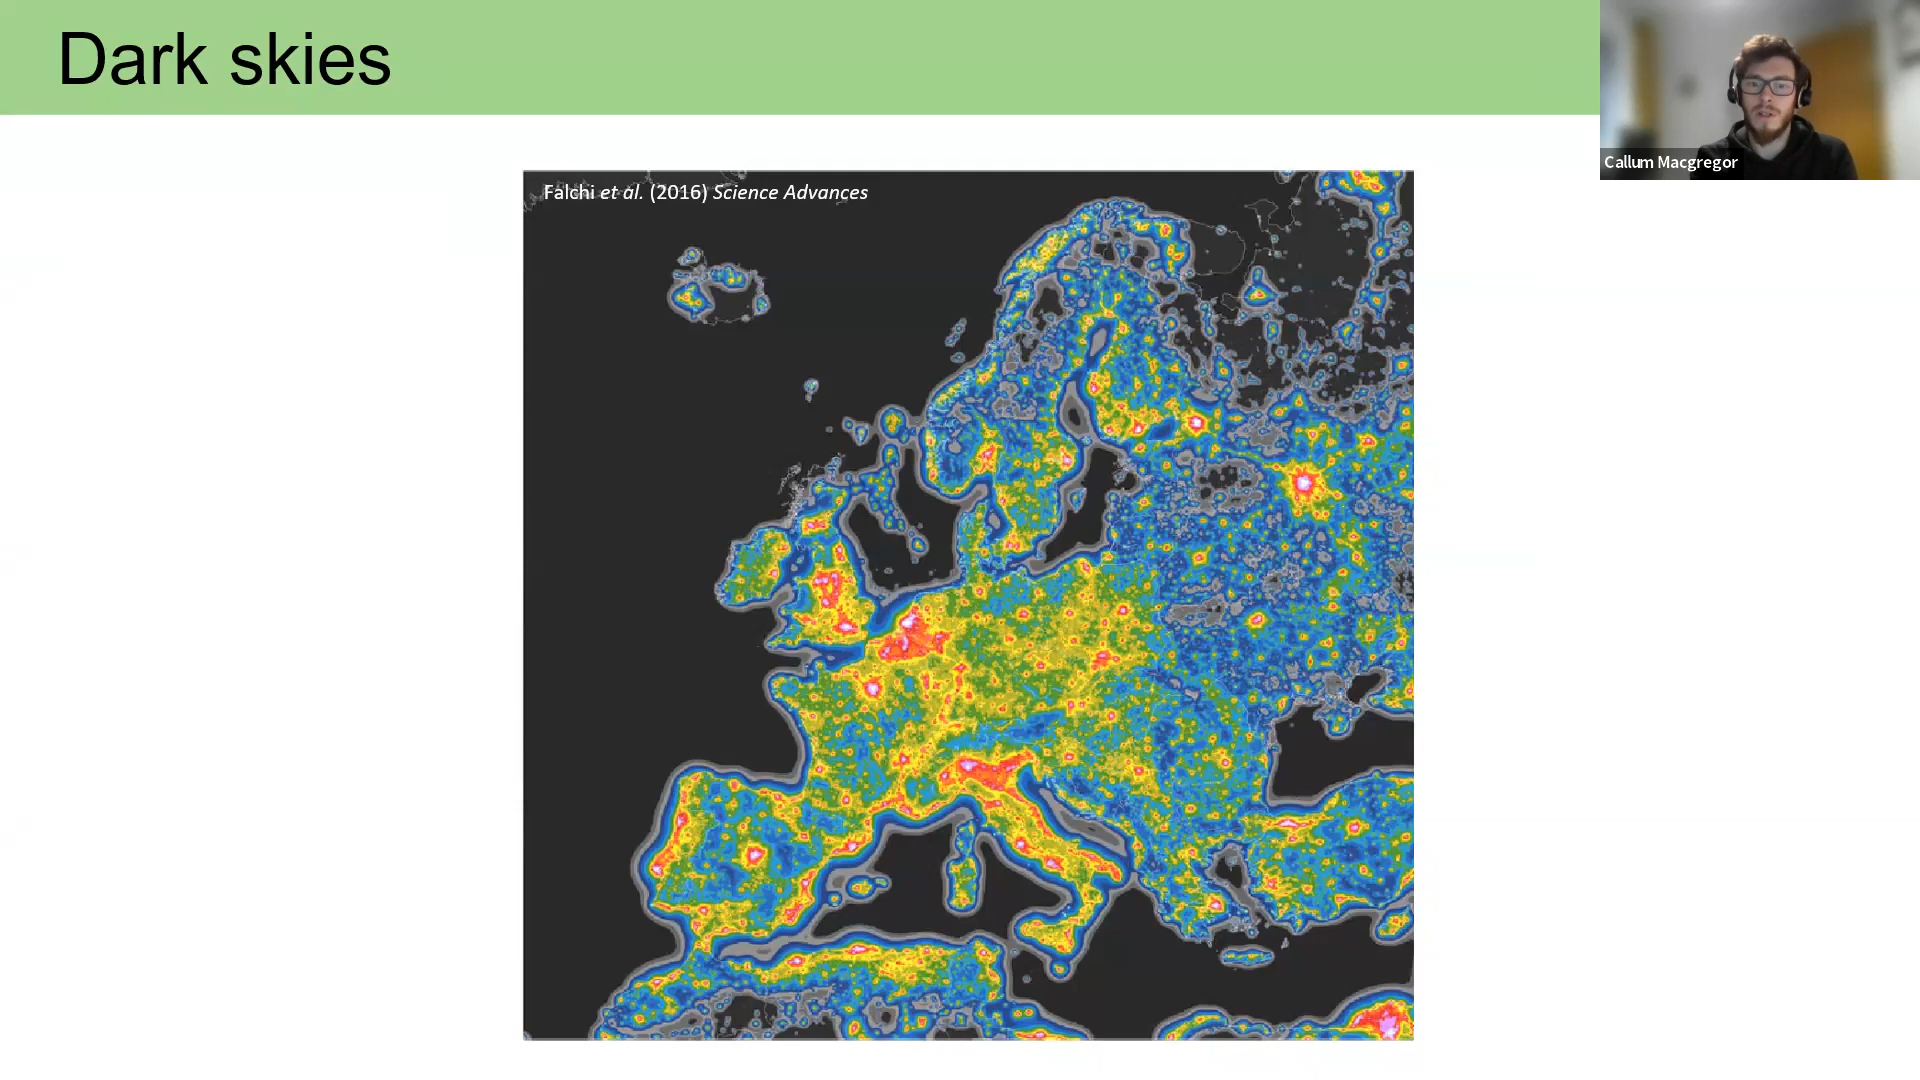 Dark skies
Callum Macgregor
Falchi et al. (2016) Science Advances